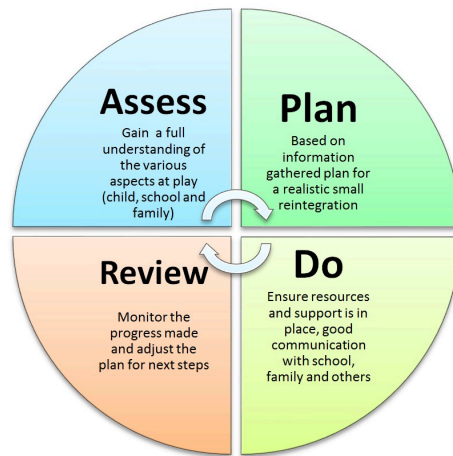 Assess
Gain a full
understanding of
the various
aspects at play
(child, school and
family)
Plan
Based on
information
gathered plan for
a realistic small
reintegration
Do
Ensure resources
and support is in
place, good
communication
with school,
family and others
Review
Monitor the
progress made
and adjust the
plan for next steps